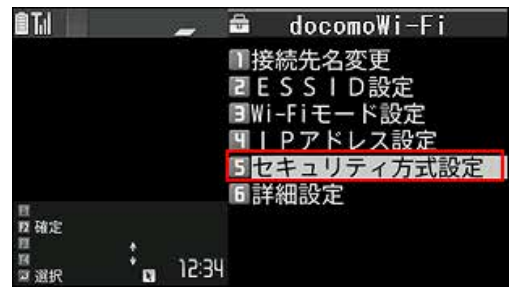 docomoWi-Fi
1接続先名変更
2ESSID設定
3Wi-Fiモード設定
4IPアドレス設定
5セキュリティ方式設定
6詳細設定
確定
選択
12:34